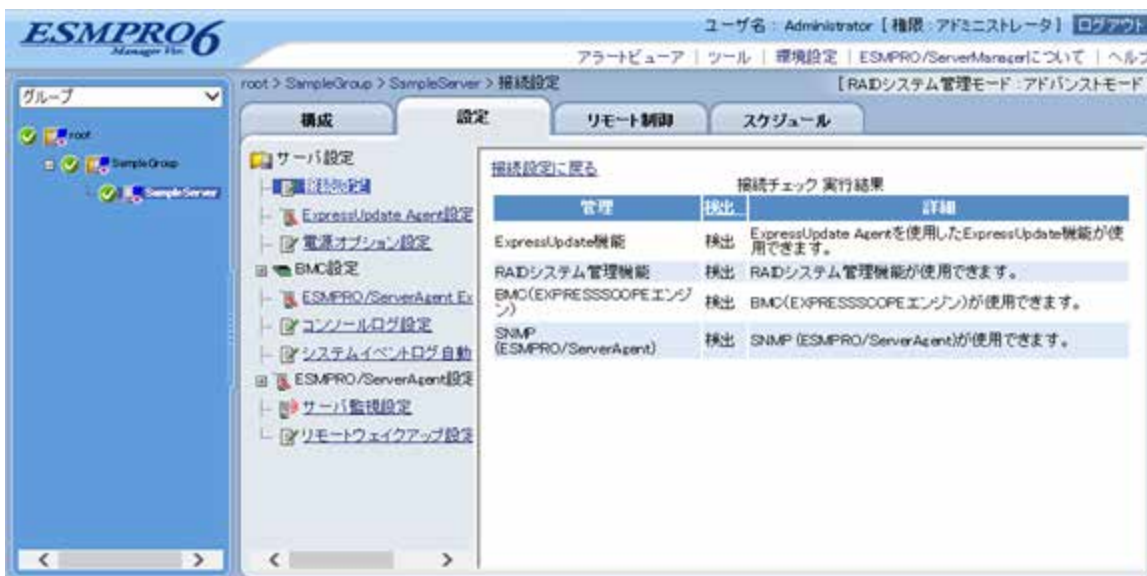 ESMPRO6
Manager Ver.
ユーザ名 : Administrator [ 権限 : アドミニストレータ ] ログアウト
アラートビューア | ツール | 環境設定 | ESMPRO/ServerManagerについて | ヘルプ
root > SampleGroup > SampleServer > 接続設定
[ RAIDシステム管理モード : アドバンストモード
グループ
root
SampleGroup
SampleServer
構成
設定
リモート制御
スケジュール
サーバ設定
接続設定
ExpressUpdate Agent設定
電源オプション設定
BMC設定
ESMPRO/ServerAgent Ex
コンソールログ設定
システムイベントログ自動
ESMPRO/ServerAgent設定
サーバ監視設定
リモートウェイクアップ設定
接続設定に戻る
接続チェック 実行結果
管理 検出 詳細
ExpressUpdate機能 検出 ExpressUpdate Agentを使用したExpressUpdate機能が使
用できます。
RAIDシステム管理機能 検出 RAIDシステム管理機能が使用できます。
BMC(EXPRESSSCOPEエンジ
ン) 検出 BMC(EXPRESSSCOPEエンジン)が使用できます。
SNMP
(ESMPRO/ServerAgent) 検出 SNMP (ESMPRO/ServerAgent)が使用できます。